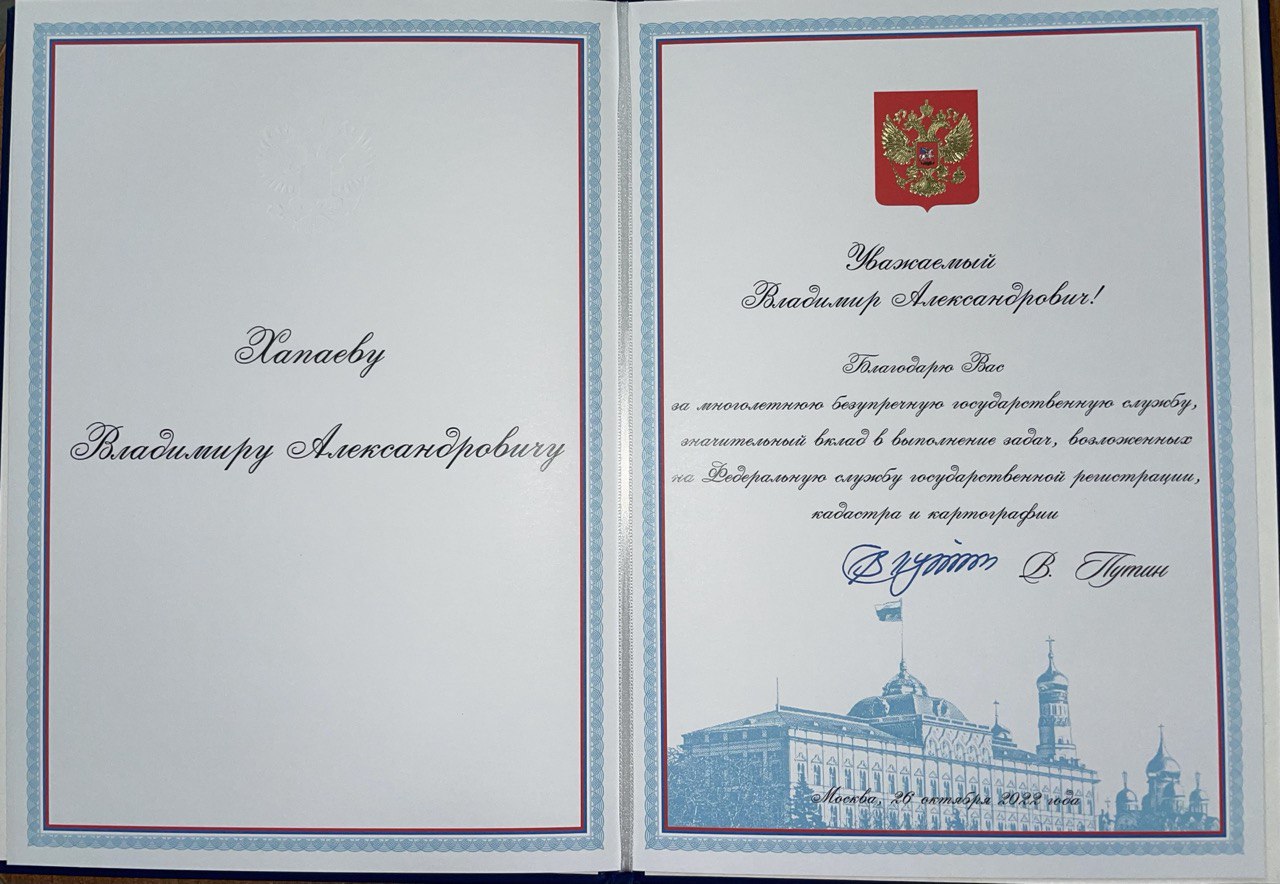 Хапаеву
Владимиру Александровичу
Уважаемый
Владимир Александрович!
Благодарю Вас
за многолетнюю безупречную государственную службу,
значительный вклад в выполнение задач, возложенных
на Федеральную службу государственной регистрации,
кадастра и картографии
В. Путин
Москва, 26 октября 2022 года